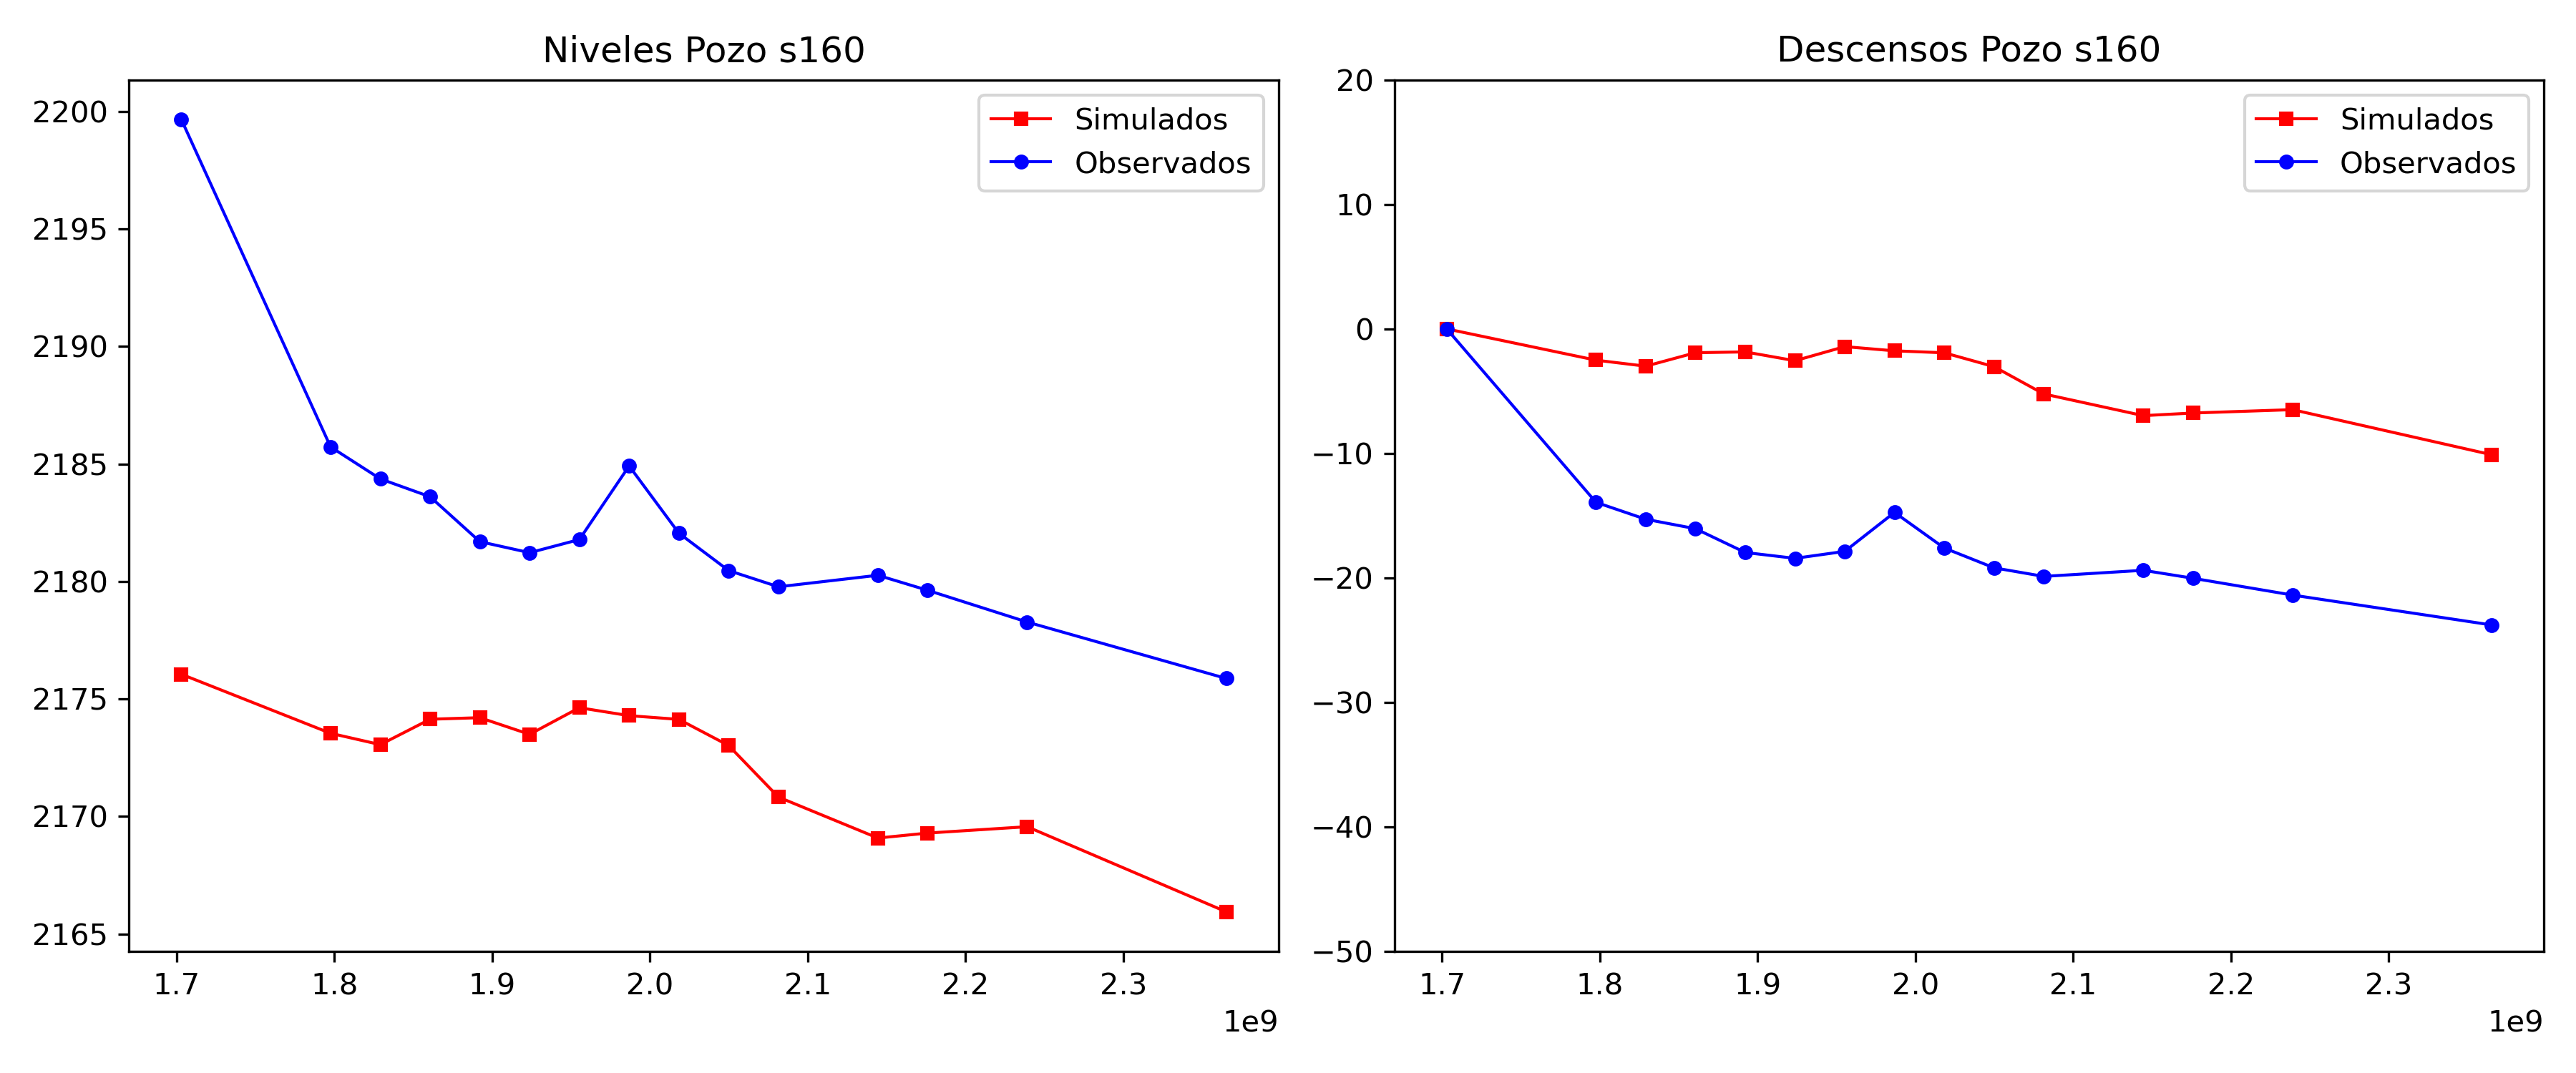 Niveles Pozo s160
2200
2195
2190
2185
2180
2175
2170
2165
1.7 1.8 1.9 2.0 2.1 2.2 2.3
1e9
Simulados
Observados
Descensos Pozo s160
20
10
0
−10
−20
−30
−40
−50
1.7 1.8 1.9 2.0 2.1 2.2 2.3
1e9
Simulados
Observados